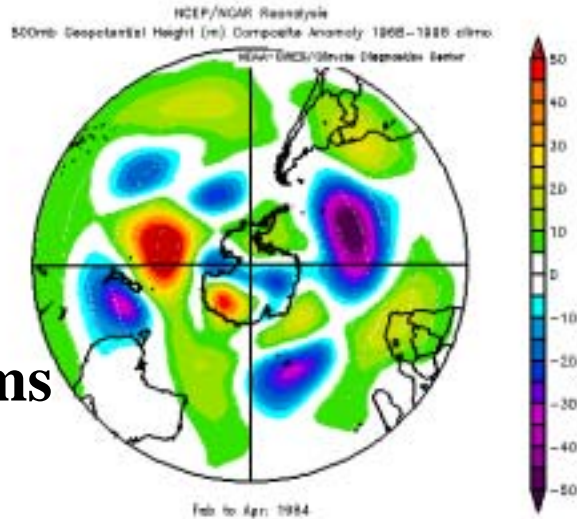 NCEP/NCAR Reanalysis
500mb Geopotential Height (m) Composite Anomaly 1968-1996 climo
NOAA-CIRES/Climate Diagnostics Center
50
40
30
20
10
0
-10
-20
-30
-40
-50
ms
Feb to Apr: 1984